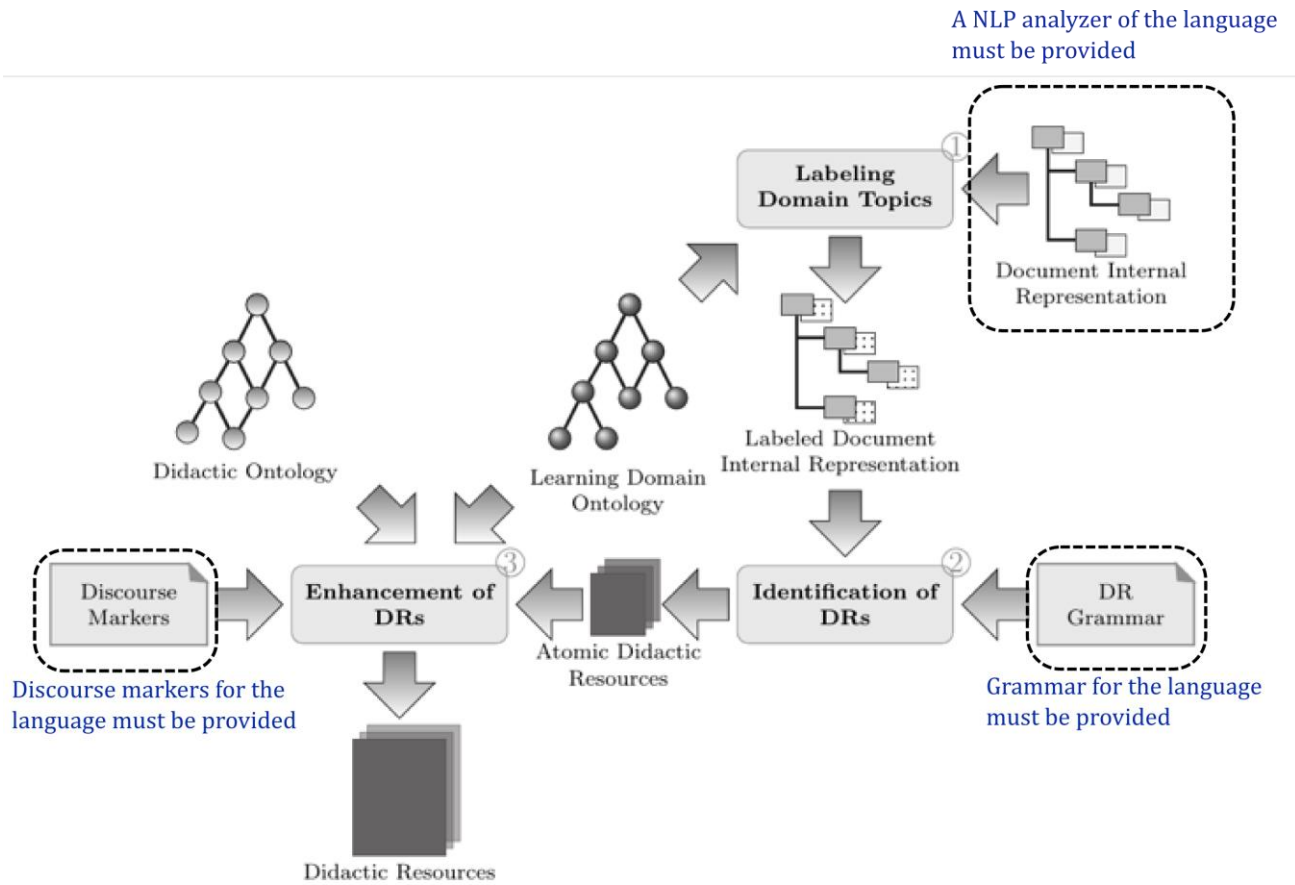 A NLP analyzer of the language
must be provided
1
Labeling
Domain Topics
Document Internal
Representation
Didactic Ontology
Learning Domain
Ontology
Labeled Document
Internal Representation
Discourse
Markers
3
Enhancement of
DRs
Atomic Didactic
Resources
2
Identification of
DRs
DR
Grammar
Discourse markers for the
language must be provided
Grammar for the language
must be provided
Didactic Resources